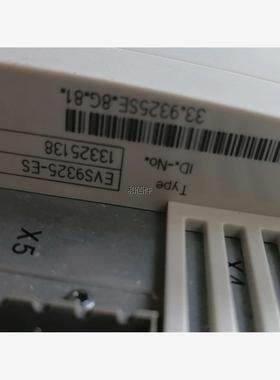 33.9325SE.8G.81.
Type EVS9325-ES
ID.-No. 13325138
X5